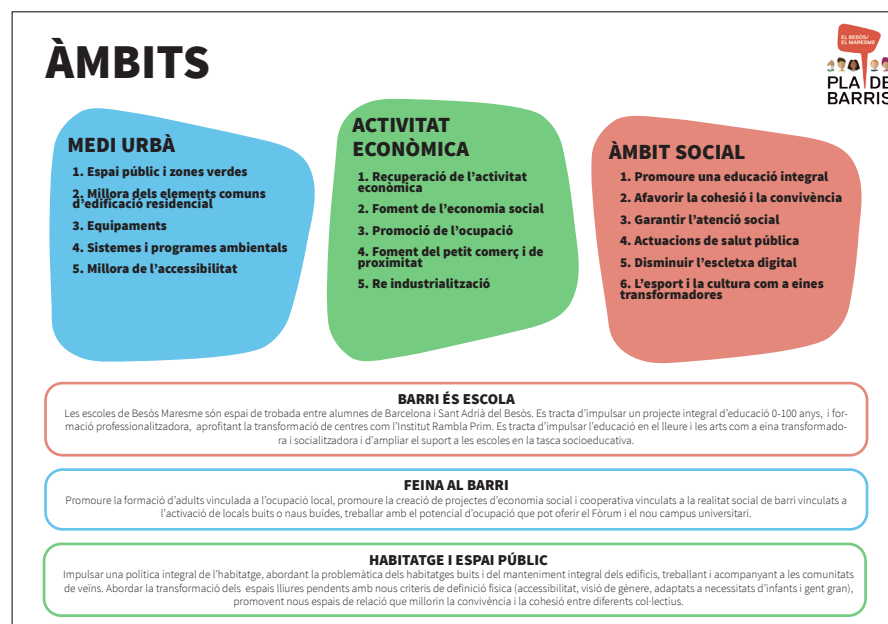 ÀMBITS
EL BESÒS/
EL MARESME
PLA DE
BARRIS
MEDI URBÀ
1. Espai públic i zones verdes
2. Millora dels elements comuns
d'edificació residencial
3. Equipaments
4. Sistemes i programes ambientals
5. Millora de l'accessibilitat
ACTIVITAT
ECONÒMICA
1. Recuperació de l'activitat
econòmica
2. Foment de l'economia social
3. Promoció de l'ocupació
4. Foment del petit comerç i de
proximitat
5. Re industrialització
ÀMBIT SOCIAL
1. Promoure una educació integral
2. Afavorir la cohesió i la convivència
3. Garantir l'atenció social
4. Actuacions de salut pública
5. Disminuir l'escletxa digital
6. L'esport i la cultura com a eines
transformadores
BARRI ÉS ESCOLA
Les escoles de Besòs Maresme són espai de trobada entre alumnes de Barcelona i Sant Adrià del Besòs. Es tracta d'impulsar un projecte integral d'educació 0-100 anys, i for-
mació professionalitzadora, aprofitant la transformació de centres com l'Institut Rambla Prim. Es tracta d'impulsar l'educació en el lleure i les arts com a eina transformado-
ra i socialitzadora i d'ampliar el suport a les escoles en la tasca socioeducativa.
FEINA AL BARRI
Promoure la formació d'adults vinculada a l'ocupació local, promoure la creació de projectes d'economia social i cooperativa vinculats a la realitat social de barri vinculats a
l'activació de locals buits o naus buides, treballar amb el potencial d'ocupació que pot oferir el Fòrum i el nou campus universitari.
HABITATGE I ESPAI PÚBLIC
Impulsar una política integral de l'habitatge, abordant la problemàtica dels habitatges buits i del manteniment integral dels edificis, treballant i acompanyant a les comunitats
de veïns. Abordar la transformació dels espais lliures pendents amb nous criteris de definició física (accessibilitat, visió de gènere, adaptats a necessitats d'infants i gent gran),
promovent nous espais de relació que millorin la convivència i la cohesió entre diferents col·lectius.